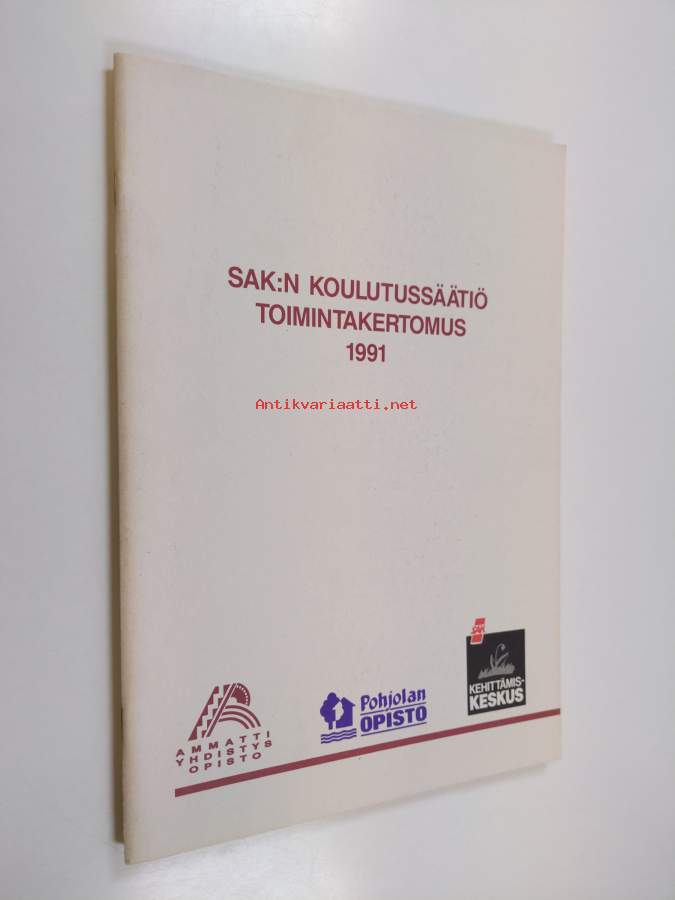 SAK:N KOULUTUSSÄÄTIÖ
TOIMINTAKERTOMUS
1991
Antikvariaatti.net
SAK
KEHITTÄMIS-
KESKUS
Pohjolan
OPISTO
AMMATTI
YHDISTYS
OPISTO